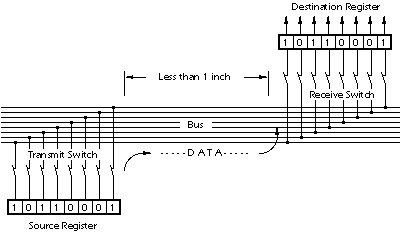 Destination Register
1 0 1 1 0 0 0 1
Less than 1 inch
Receive Switch
Bus
Transmit Switch
DATA
1 0 1 1 0 0 0 1
Source Register